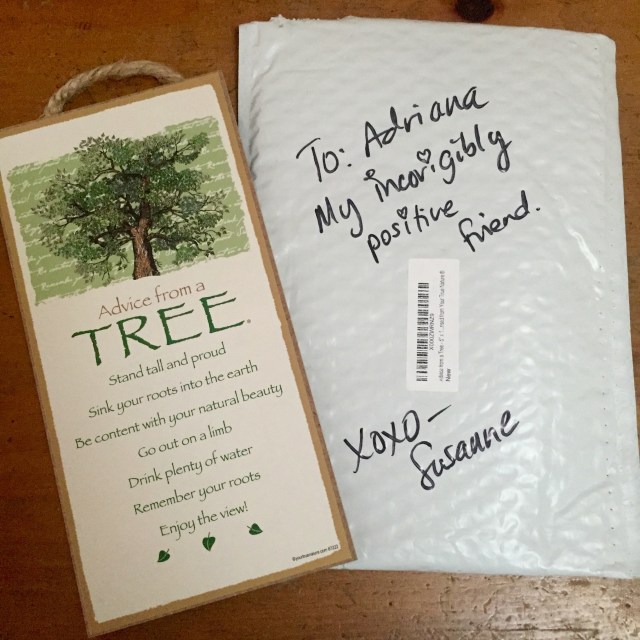 Advice from a
TREE.
Stand tall and proud
Sink your roots into the earth
Be content with your natural beauty
Go out on a limb
Drink plenty of water
Remember your roots
Enjoy the view!
To: Adriana
My incorrigibly
positive friend.
New
XOXO -
Susanne